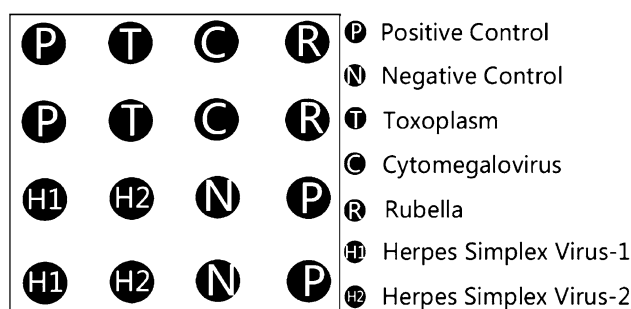 P T C R
P T C R
H1 H2 N P
H1 H2 N P
P Positive Control
N Negative Control
T Toxoplasm
C Cytomegalovirus
R Rubella
H1 Herpes Simplex Virus-1
H2 Herpes Simplex Virus-2